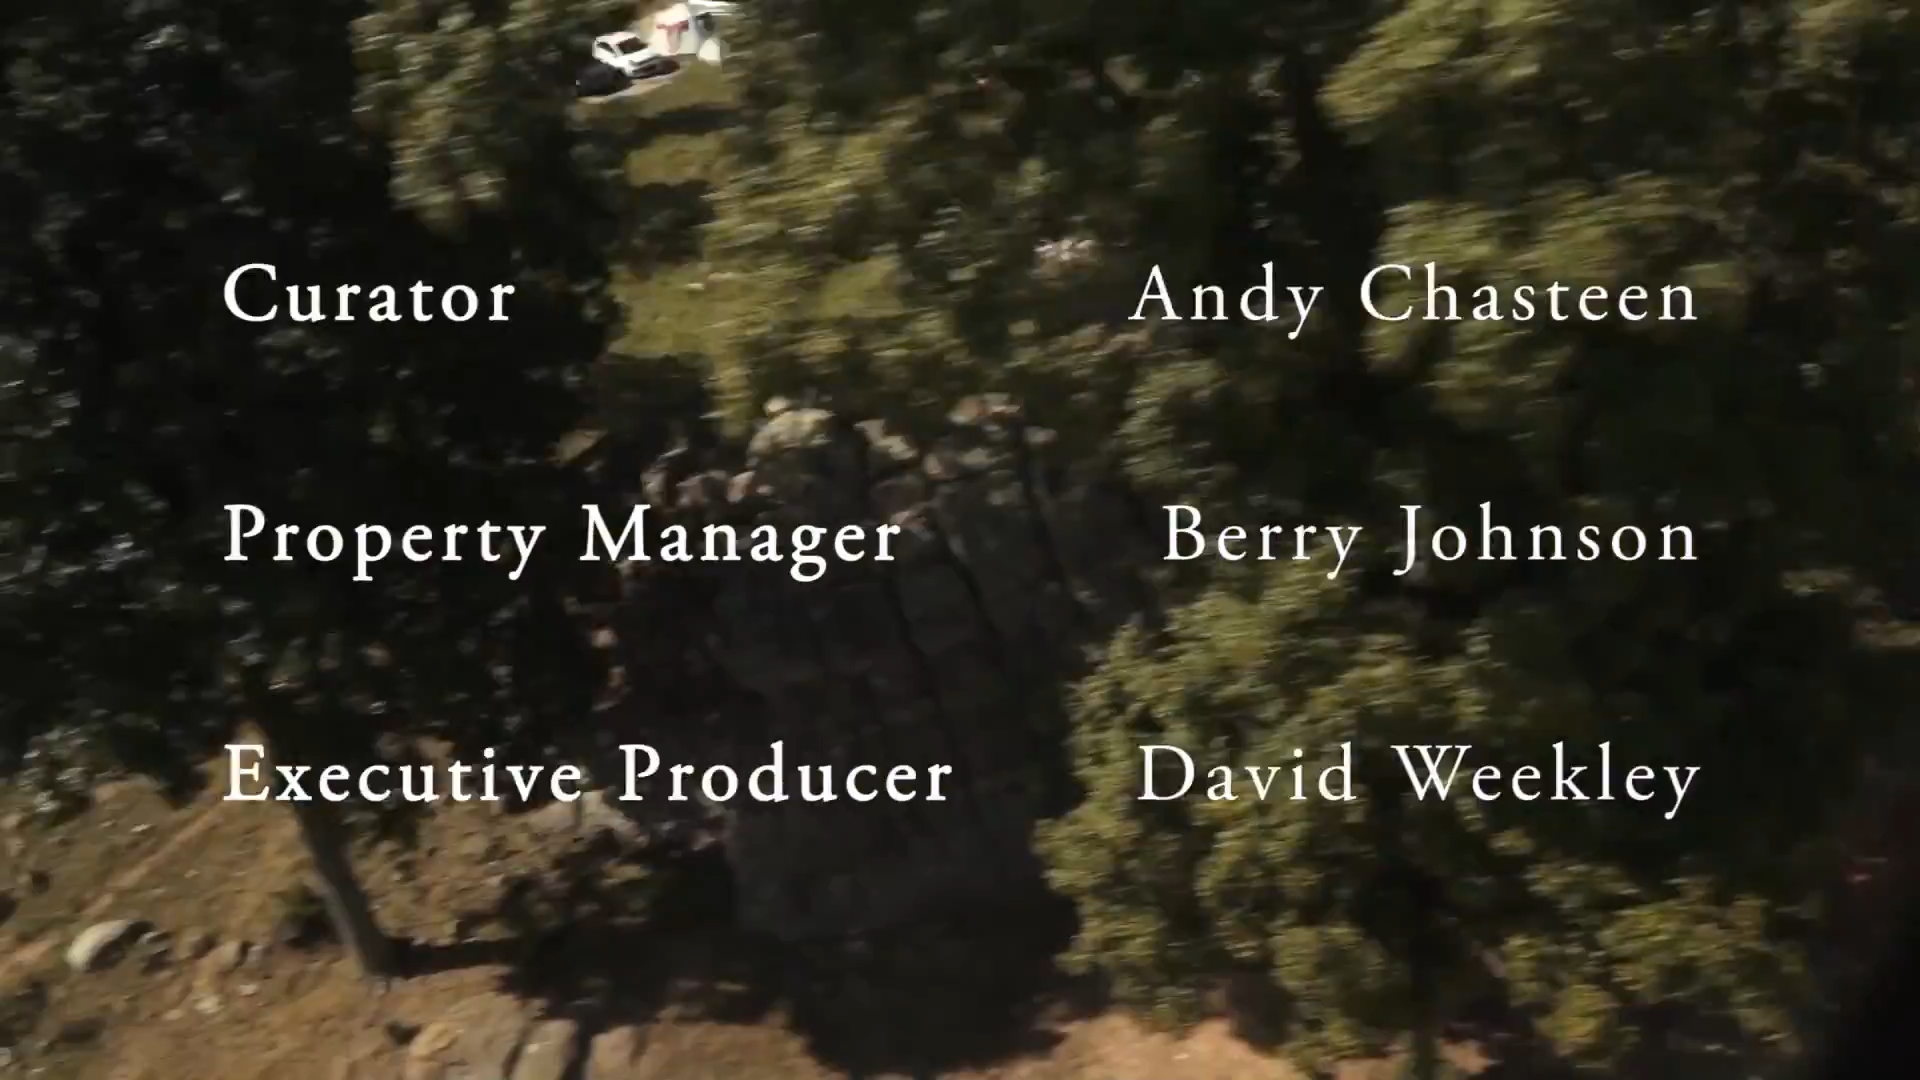 Curator Andy Chasteen
Property Manager Berry Johnson
Executive Producer David Weekley